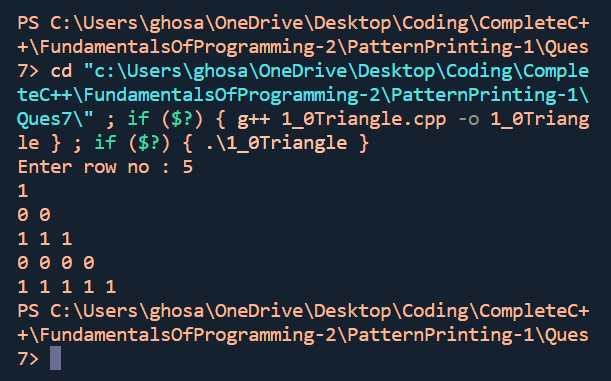 PS C:\Users\ghosa\OneDrive\Desktop\Coding\CompleteC+
+\FundamentalsOfProgramming-2\PatternPrinting-1\Ques
7> cd "c:\Users\ghosa\OneDrive\Desktop\Coding\Comple
teC++\FundamentalsOfProgramming-2\PatternPrinting-1\
Ques7\" ; if ($?) { g++ 1_0Triangle.cpp -o 1_0Triang
le } ; if ($?) { .\1_0Triangle }
Enter row no : 5
1
0 0
1 1 1
0 0 0 0
1 1 1 1 1
PS C:\Users\ghosa\OneDrive\Desktop\Coding\CompleteC+
+\FundamentalsOfProgramming-2\PatternPrinting-1\Ques
7>